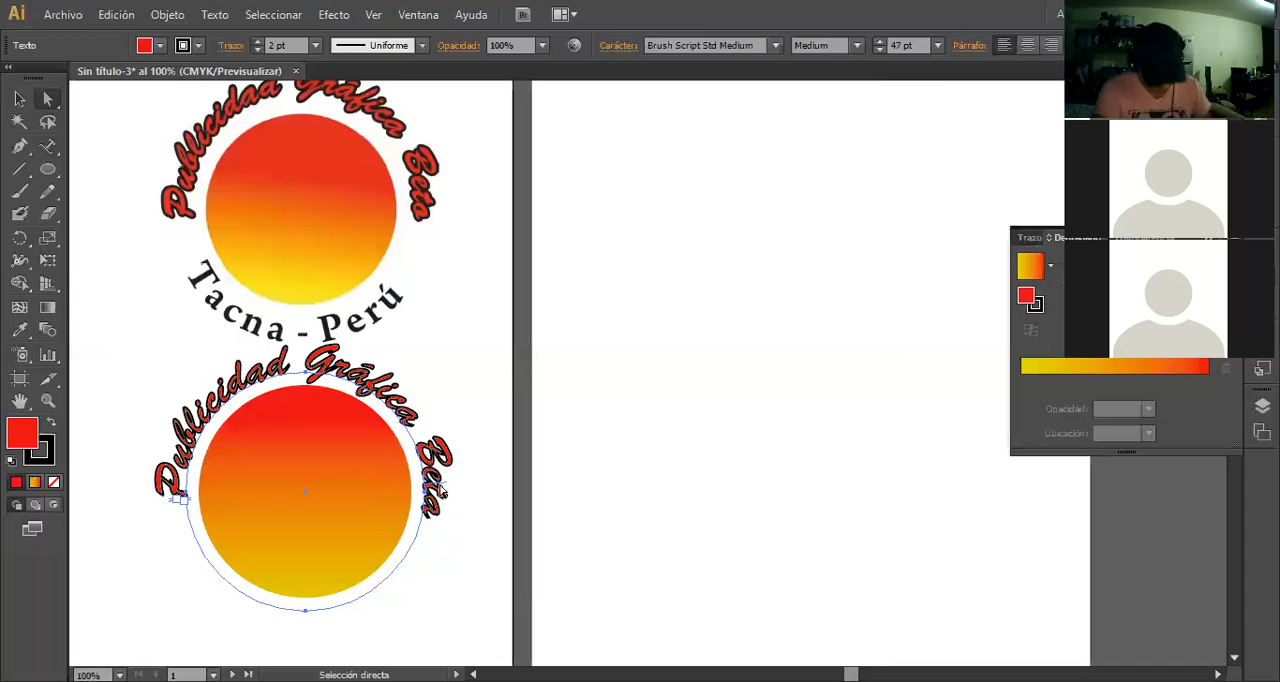 Ai Archivo Edición Objeto Texto Seleccionar Efecto Ver Ventana Ayuda Br
Texto Trazo: 2 pt Uniforme Opacidad: 100% Carácter: Brush Script Std Medium Medium 47 pt Párrafo:
Sin título-3* al 100% (CMYK/Previsualizar) ×
Publicidad Gráfica Beta
Tacna - Perú
Publicidad Gráfica Beta
Trazo
Opacidad:
Ubicación:
100% 1 Selección directa